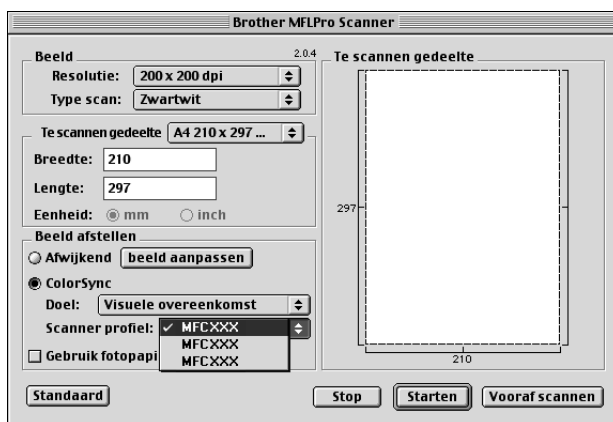 Brother MFLPro Scanner
Beeld 2.0.4
Resolutie: 200 x 200 dpi
Type scan: Zwartwit
Te scannen gedeelte A4 210 x 297 ...
Breedte: 210
Lengte: 297
Eenheid: mm inch
Beeld afstellen
Afwijkend beeld aanpassen
ColorSync
Doel: Visuele overeenkomst
Scanner profiel: ✓ MFCXXX
MFCXXX
MFCXXX
Gebruik fotopapi
Te scannen gedeelte
297
210
Standaard Stop Starten Vooraf scannen